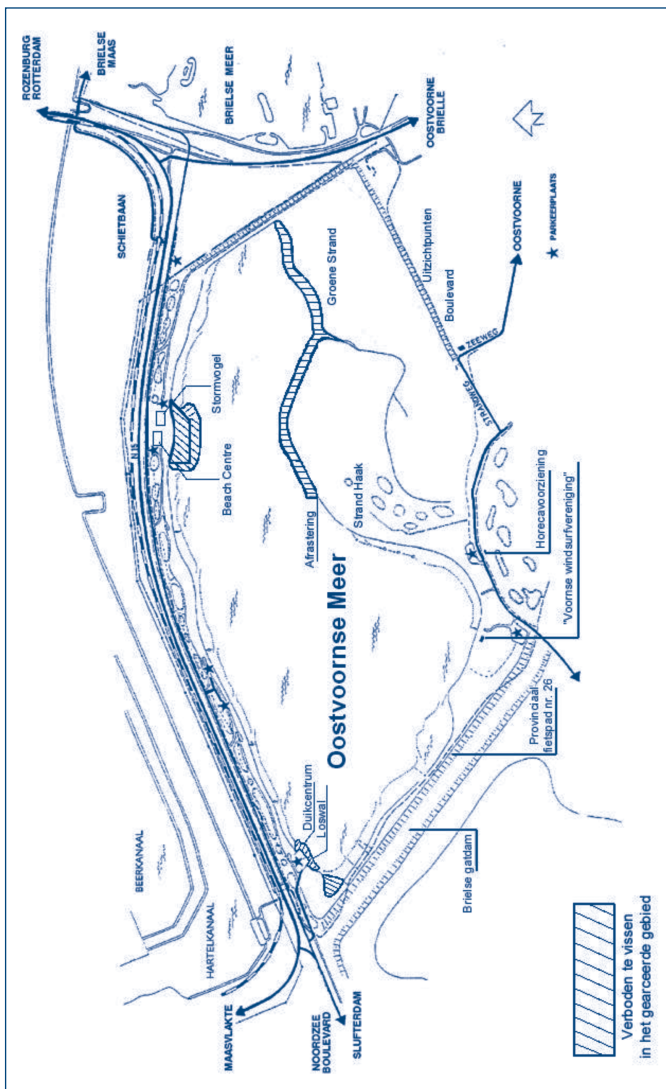 ROZENBURG
ROTTERDAM
BRIELSE
MAAS
BRIELSE MEER
OOSTVOORNE
BRIELLE
N
SCHIETBAAN
Groene Strand
Uitzichtpunten
Boulevard
OOSTVOORNE
★ PARKEERPLAATS
ZEEWEG
STRANDWEG
N 15
Stormvogel
Beach Centre
Afrastering
Strand Haak
Horecavoorziening
"Voornse windsurfvereniging"
Oostvoornse Meer
Provinciaal
fietspad nr. 26
Duikcentrum
Loswal
Brielse gatdam
BEERKANAAL
HARTELKANAAL
MAASVLAKTE
NOORDZEE
BOULEVARD
SLUFTERDAM
Verboden te vissen
in het gearceerde gebied